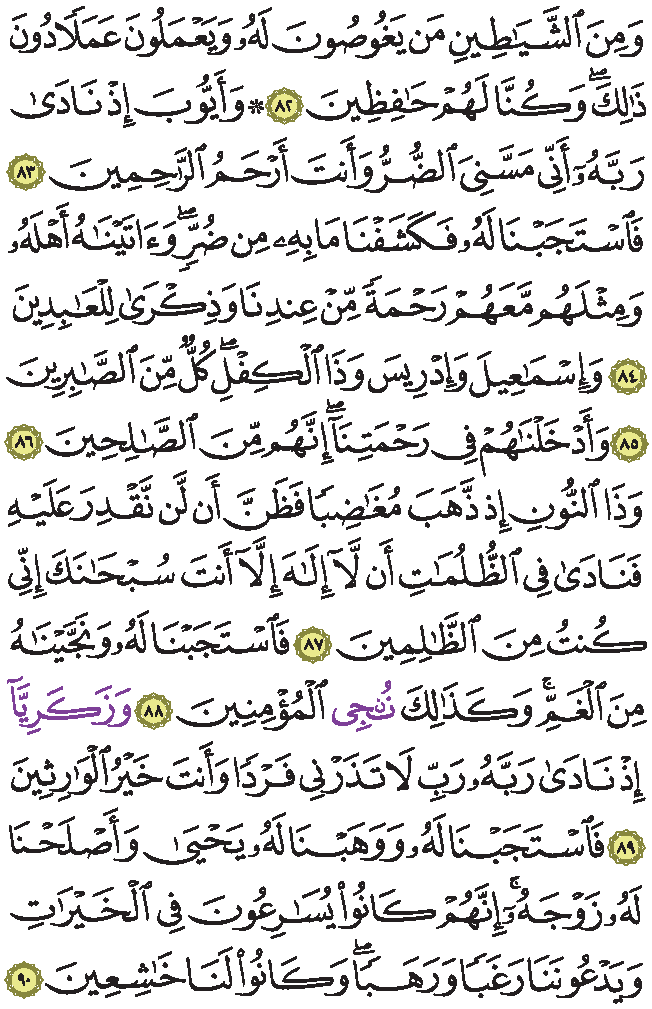 وَمِنَ ٱلشَّيَٰطِينِ مَن يَغُوصُونَ لَهُۥ وَيَعْمَلُونَ عَمَلًا دُونَ
ذَٰلِكَۖ وَكُنَّا لَهُمْ حَٰفِظِينَ ٨٢ ۞ وَأَيُّوبَ إِذْ نَادَىٰ
رَبَّهُۥٓ أَنِّى مَسَّنِىَ ٱلضُّرُّ وَأَنتَ أَرْحَمُ ٱلرَّٰحِمِينَ ٨٣
فَٱسْتَجَبْنَا لَهُۥ فَكَشَفْنَا مَا بِهِۦ مِن ضُرٍّۖ وَءَاتَيْنَٰهُ أَهْلَهُۥ
وَمِثْلَهُم مَّعَهُمْ رَحْمَةً مِّنْ عِندِنَا وَذِكْرَىٰ لِلْعَٰبِدِينَ
٨٤ وَإِسْمَٰعِيلَ وَإِدْرِيسَ وَذَا ٱلْكِفْلِۖ كُلٌّ مِّنَ ٱلصَّٰبِرِينَ
٨٥ وَأَدْخَلْنَٰهُمْ فِى رَحْمَتِنَآۖ إِنَّهُم مِّنَ ٱلصَّٰلِحِينَ ٨٦
وَذَا ٱلنُّونِ إِذ ذَّهَبَ مُغَٰضِبًا فَظَنَّ أَن لَّن نَّقْدِرَ عَلَيْهِ
فَنَادَىٰ فِى ٱلظُّلُمَٰتِ أَن لَّآ إِلَٰهَ إِلَّآ أَنتَ سُبْحَٰنَكَ إِنِّى
كُنتُ مِنَ ٱلظَّٰلِمِينَ ٨٧ فَٱسْتَجَبْنَا لَهُۥ وَنَجَّيْنَٰهُ
مِنَ ٱلْغَمِّۚ وَكَذَٰلِكَ نُۨجِى ٱلْمُؤْمِنِينَ ٨٨ وَزَكَرِيَّآ
إِذْ نَادَىٰ رَبَّهُۥ رَبِّ لَا تَذَرْنِى فَرْدًا وَأَنتَ خَيْرُ ٱلْوَٰرِثِينَ
٨٩ فَٱسْتَجَبْنَا لَهُۥ وَوَهَبْنَا لَهُۥ يَحْيَىٰ وَأَصْلَحْنَا
لَهُۥ زَوْجَهُۥٓۚ إِنَّهُمْ كَانُوا۟ يُسَٰرِعُونَ فِى ٱلْخَيْرَٰتِ
وَيَدْعُونَنَا رَغَبًا وَرَهَبًاۖ وَكَانُوا۟ لَنَا خَٰشِعِينَ ٩٠